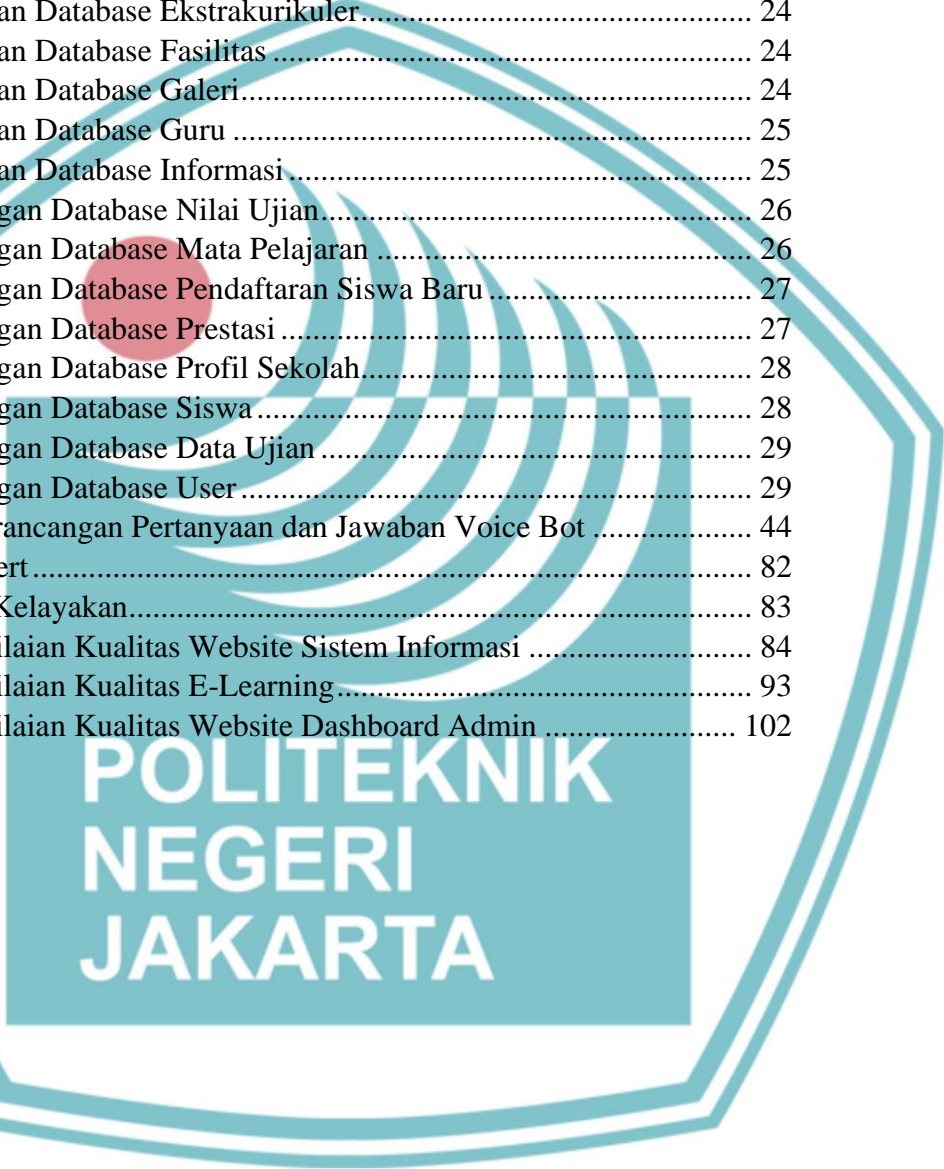 an Database Ekstrakurikuler.......................................................... 24
an Database Fasilitas ..................................................................... 24
an Database Galeri......................................................................... 24
an Database Guru .......................................................................... 25
an Database Informasi.................................................................... 25
gan Database Nilai Ujian................................................................ 26
gan Database Mata Pelajaran ........................................................ 26
gan Database Pendaftaran Siswa Baru ......................................... 27
gan Database Prestasi .................................................................... 27
gan Database Profil Sekolah.......................................................... 28
gan Database Siswa ........................................................................ 28
gan Database Data Ujian ................................................................ 29
gan Database User.......................................................................... 29
rancangan Pertanyaan dan Jawaban Voice Bot ........................ 44
ert .................................................................................................... 82
Kelayakan........................................................................................ 83
ilaian Kualitas Website Sistem Informasi .................................. 84
ilaian Kualitas E-Learning............................................................. 93
ilaian Kualitas Website Dashboard Admin ............................. 102
POLITEKNIK
NEGERI
JAKARTA